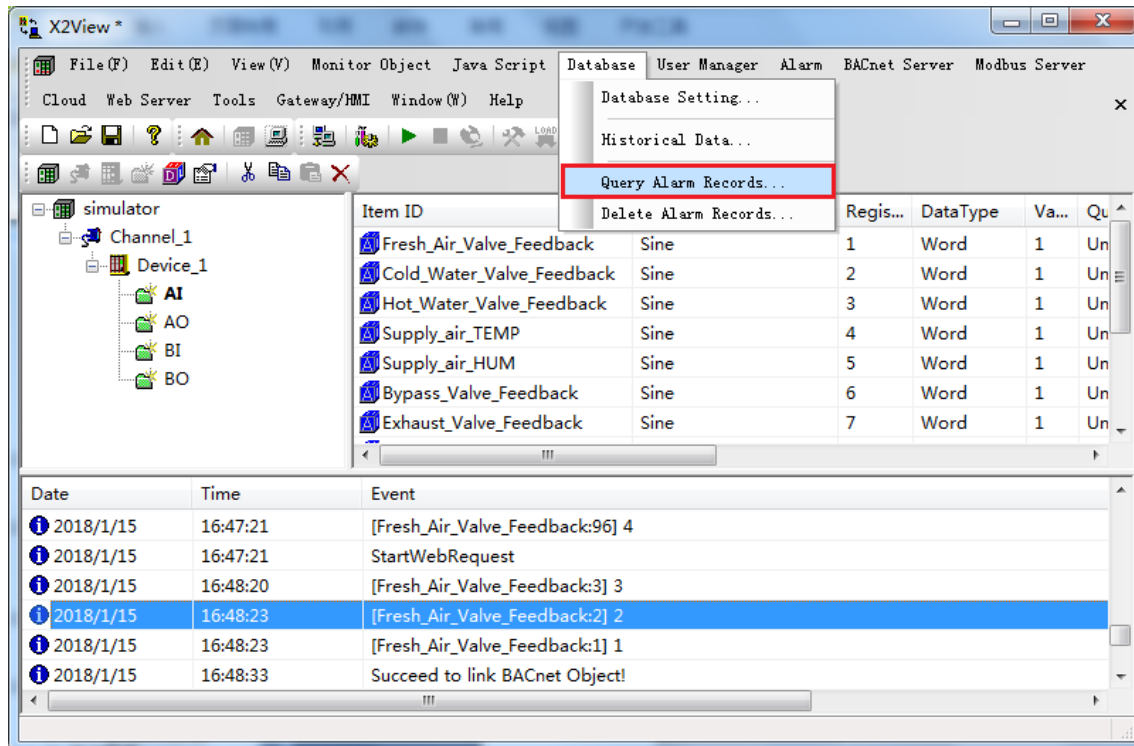 X2View *
File(F) Edit(E) View(V) Monitor Object Java Script Database User Manager Alarm BACnet Server Modbus Server
Cloud Web Server Tools Gateway/HMI Window(W) Help
Database Setting...
Historical Data...
Query Alarm Records...
Delete Alarm Records...
LOAD
simulator
Channel_1
Device_1
AI
AO
BI
BO
Item ID Regis... DataType Va... Qu
Fresh_Air_Valve_Feedback Sine 1 Word 1 Un
Cold_Water_Valve_Feedback Sine 2 Word 1 Un
Hot_Water_Valve_Feedback Sine 3 Word 1 Un
Supply_air_TEMP Sine 4 Word 1 Un
Supply_air_HUM Sine 5 Word 1 Un
Bypass_Valve_Feedback Sine 6 Word 1 Un
Exhaust_Valve_Feedback Sine 7 Word 1 Un
Date Time Event
2018/1/15 16:47:21 [Fresh_Air_Valve_Feedback:96] 4
2018/1/15 16:47:21 StartWebRequest
2018/1/15 16:48:20 [Fresh_Air_Valve_Feedback:3] 3
2018/1/15 16:48:23 [Fresh_Air_Valve_Feedback:2] 2
2018/1/15 16:48:23 [Fresh_Air_Valve_Feedback:1] 1
2018/1/15 16:48:33 Succeed to link BACnet Object!